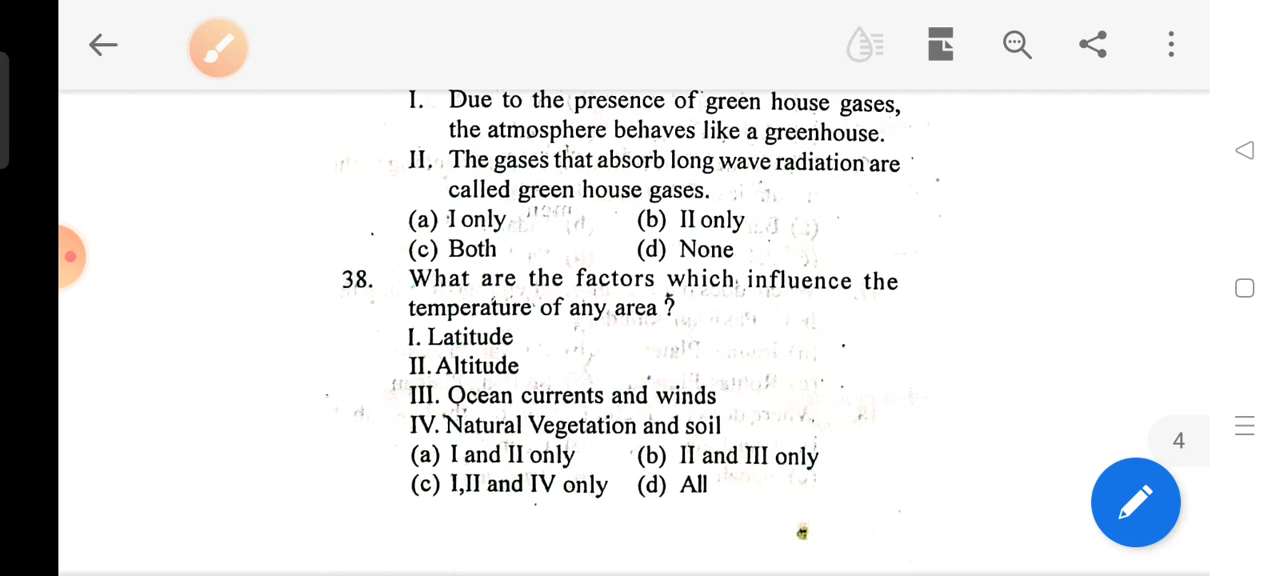 I. Due to the presence of green house gases,
the atmosphere behaves like a greenhouse.
II. The gases that absorb long wave radiation are
called green house gases.
(a) I only (b) II only
(c) Both (d) None
38. What are the factors which influence the
temperature of any area ?
I. Latitude
II. Altitude
III. Ocean currents and winds
IV. Natural Vegetation and soil
(a) I and II only (b) II and III only
(c) I,II and IV only (d) All
4